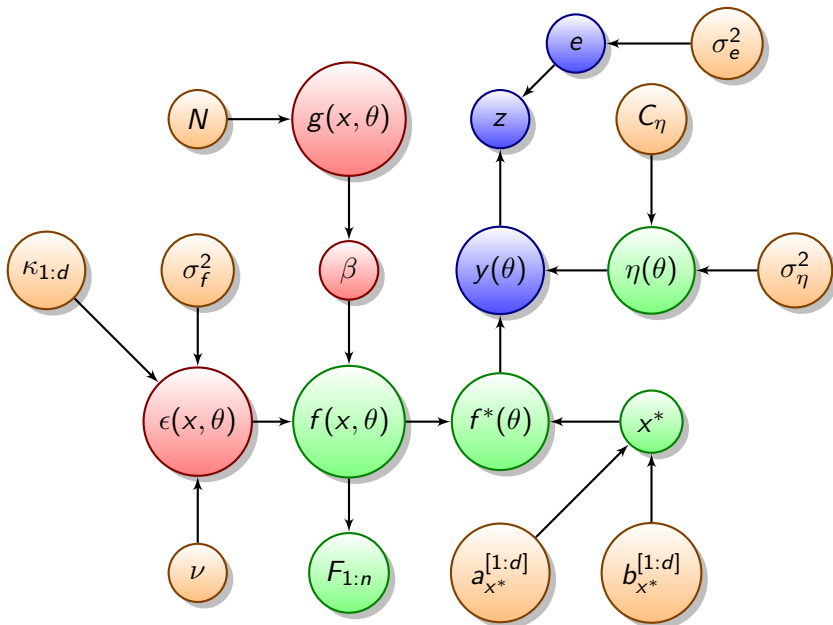 e
σ_e^2
N
g(x, θ)
z
C_η
κ_{1:d}
σ_f^2
β
y(θ)
η(θ)
σ_η^2
ϵ(x, θ)
f(x, θ)
f*(θ)
x*
ν
F_{1:n}
a_{x*}^{[1:d]}
b_{x*}^{[1:d]}